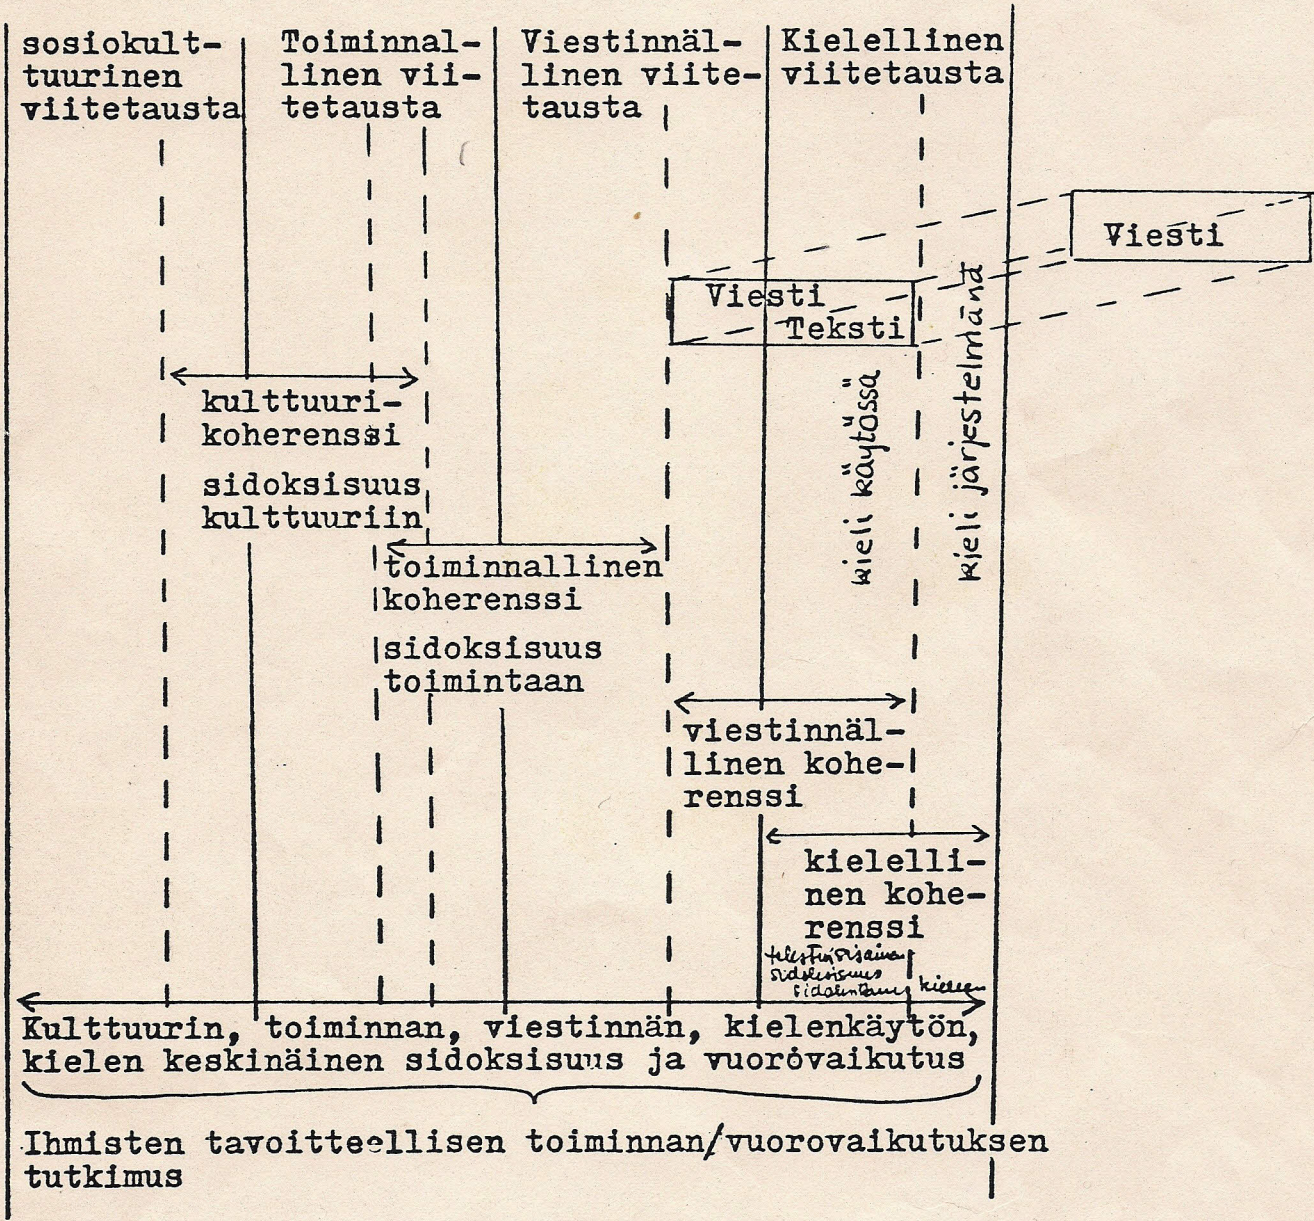 sosiokult-
tuurinen
viitetausta
Toiminnal-
linen vii-
tetausta
Viestinnäl-
linen viite-
tausta
Kielellinen
viitetausta
Viesti
Viesti
Teksti
kieli käytössä
kieli järjestelmänä
kulttuuri-
koherenssi
sidoksisuus
kulttuuriin
toiminnallinen
koherenssi
sidoksisuus
toimintaan
viestinnäl-
linen kohe-
renssi
kielelli-
nen kohe-
renssi
sidoksisuus
kieleen
Kulttuurin, toiminnan, viestinnän, kielenkäytön,
kielen keskinäinen sidoksisuus ja vuorovaikutus
Ihmisten tavoitteellisen toiminnan/vuorovaikutuksen
tutkimus